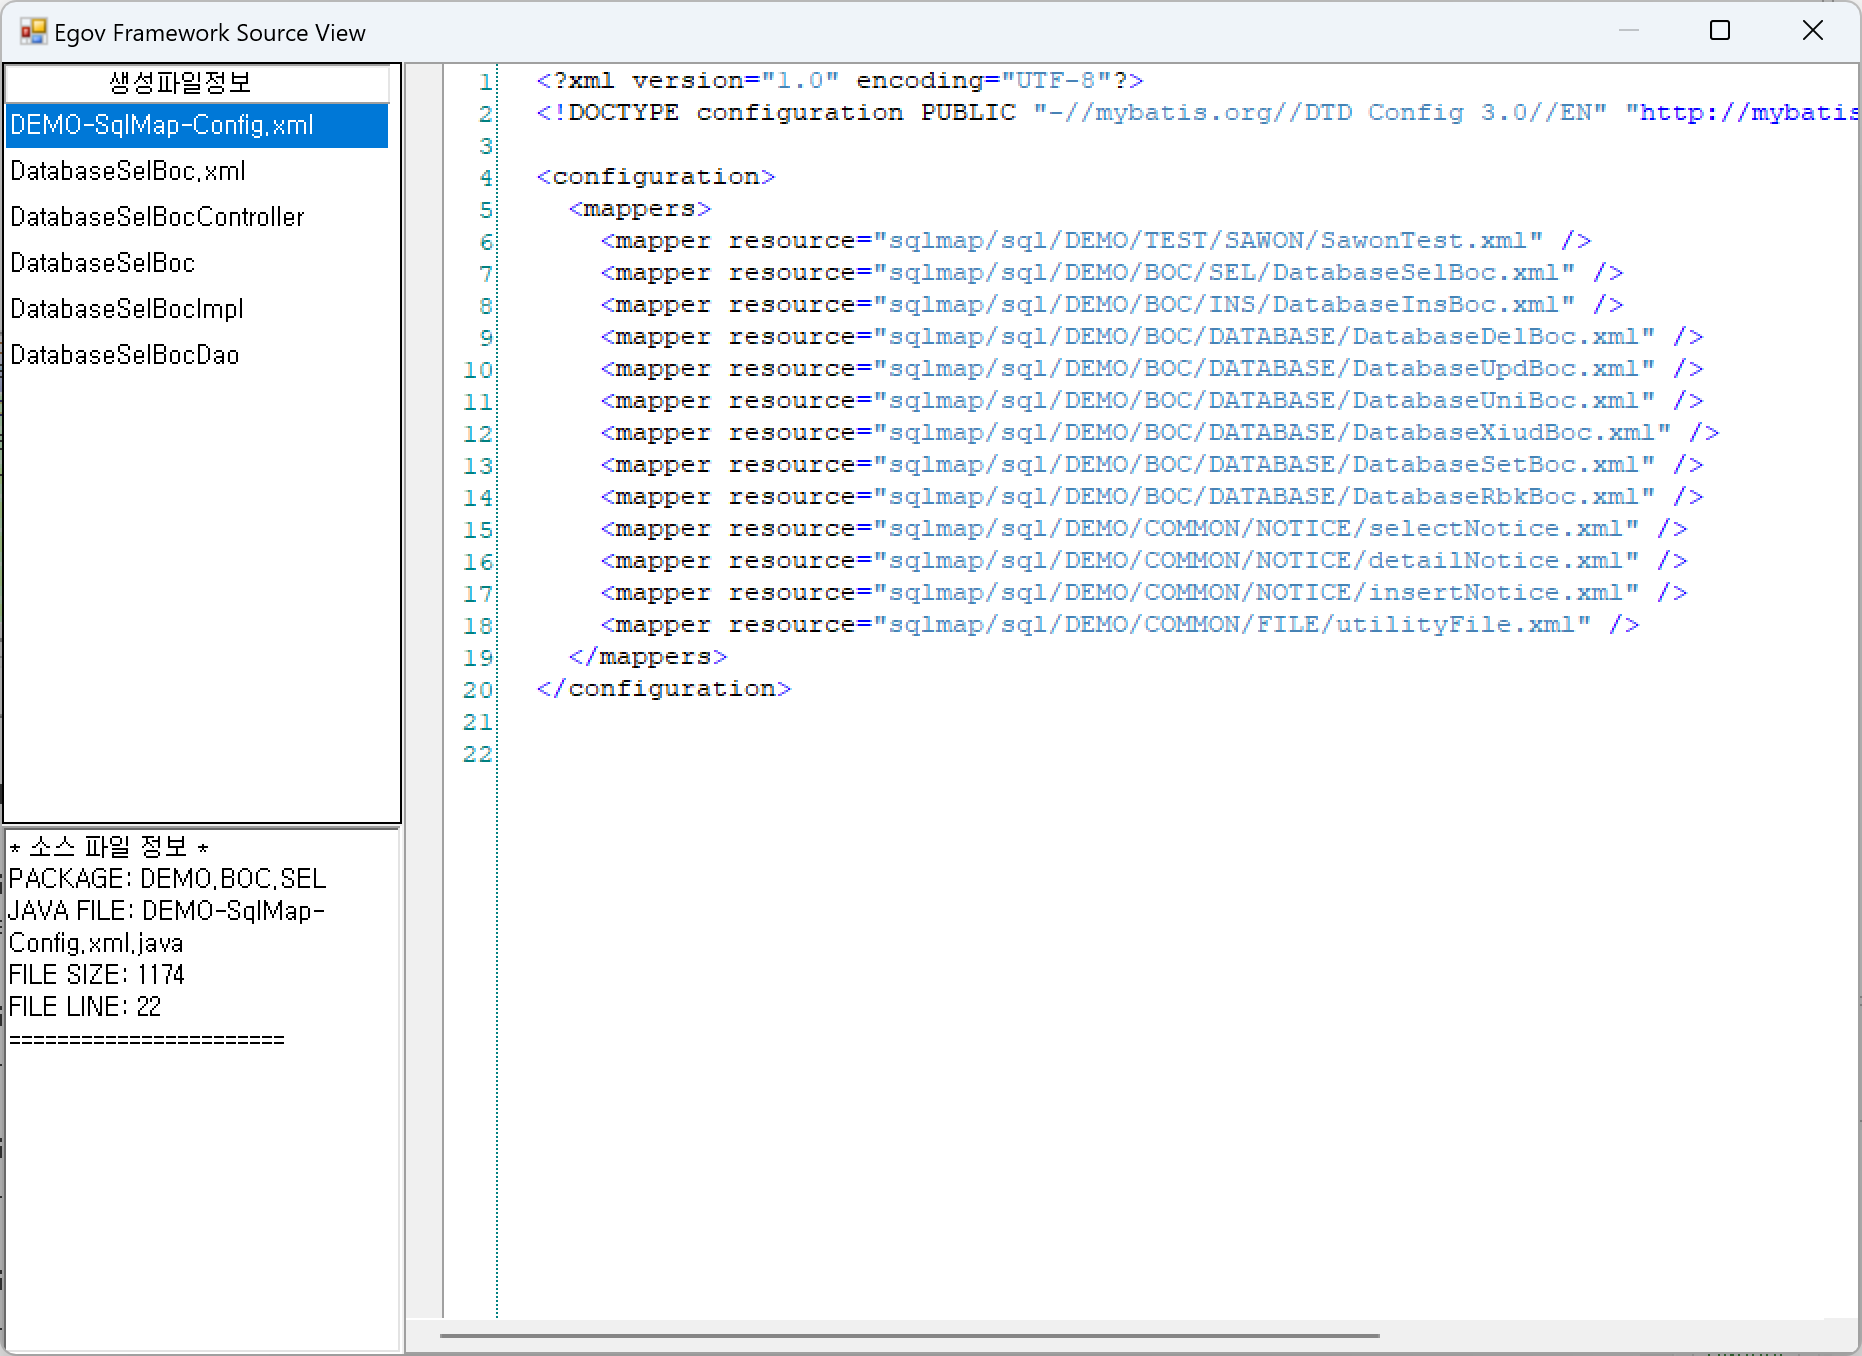 Egov Framework Source View
생성파일정보
DEMO-SqlMap-Config.xml
DatabaseSelBoc.xml
DatabaseSelBocController
DatabaseSelBoc
DatabaseSelBocImpl
DatabaseSelBocDao
* 소스 파일 정보 *
PACKAGE: DEMO.BOC.SEL
JAVA FILE: DEMO-SqlMap-
Config.xml.java
FILE SIZE: 1174
FILE LINE: 22
=======================
1 <?xml version="1.0" encoding="UTF-8"?>
2 <!DOCTYPE configuration PUBLIC "-//mybatis.org//DTD Config 3.0//EN" "http://mybatis
3
4 <configuration>
5 <mappers>
6 <mapper resource="sqlmap/sql/DEMO/TEST/SAWON/SawonTest.xml" />
7 <mapper resource="sqlmap/sql/DEMO/BOC/SEL/DatabaseSelBoc.xml" />
8 <mapper resource="sqlmap/sql/DEMO/BOC/INS/DatabaseInsBoc.xml" />
9 <mapper resource="sqlmap/sql/DEMO/BOC/DATABASE/DatabaseDelBoc.xml" />
10 <mapper resource="sqlmap/sql/DEMO/BOC/DATABASE/DatabaseUpdBoc.xml" />
11 <mapper resource="sqlmap/sql/DEMO/BOC/DATABASE/DatabaseUniBoc.xml" />
12 <mapper resource="sqlmap/sql/DEMO/BOC/DATABASE/DatabaseXiudBoc.xml" />
13 <mapper resource="sqlmap/sql/DEMO/BOC/DATABASE/DatabaseSetBoc.xml" />
14 <mapper resource="sqlmap/sql/DEMO/BOC/DATABASE/DatabaseRbkBoc.xml" />
15 <mapper resource="sqlmap/sql/DEMO/COMMON/NOTICE/selectNotice.xml" />
16 <mapper resource="sqlmap/sql/DEMO/COMMON/NOTICE/detailNotice.xml" />
17 <mapper resource="sqlmap/sql/DEMO/COMMON/NOTICE/insertNotice.xml" />
18 <mapper resource="sqlmap/sql/DEMO/COMMON/FILE/utilityFile.xml" />
19 </mappers>
20 </configuration>
21
22